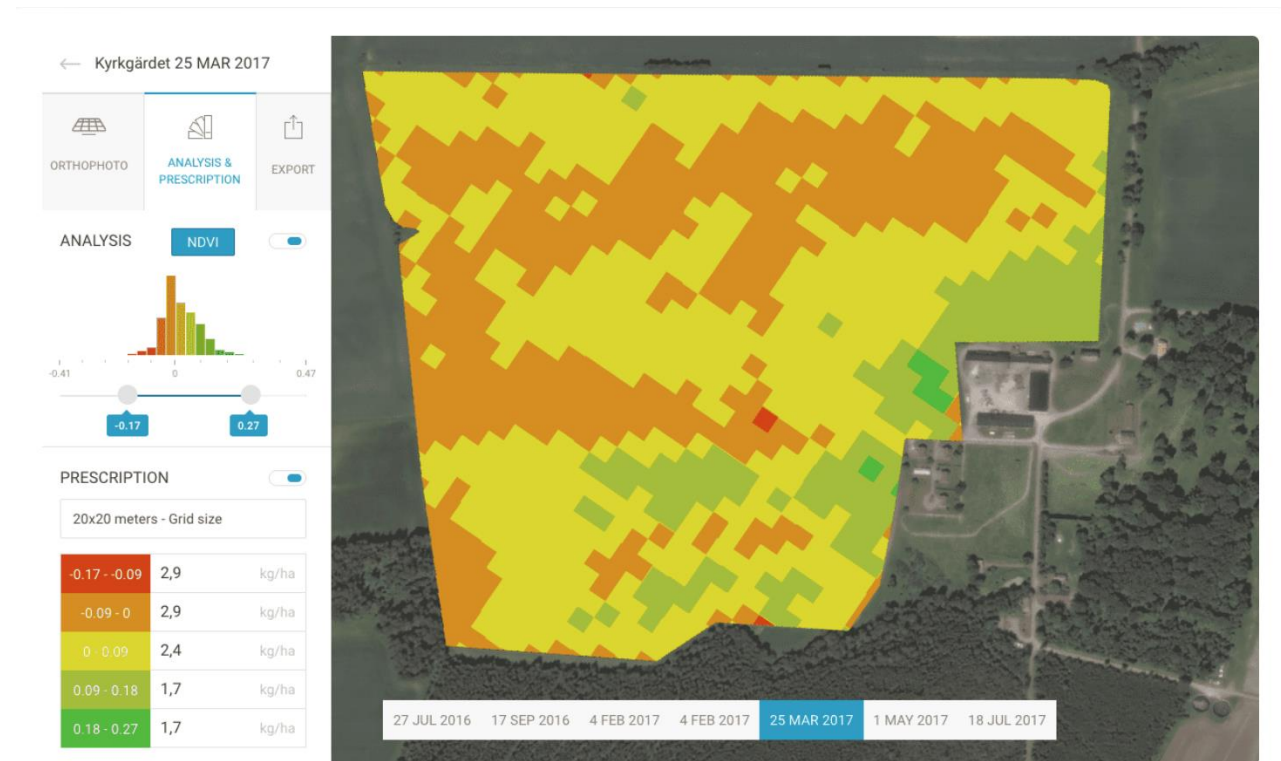 Kyrkgärdet 25 MAR 2017
ORTHOPHOTO
ANALYSIS &
PRESCRIPTION
EXPORT
ANALYSIS
NDVI
-0.41
0
0.47
-0.17
0.27
PRESCRIPTION
20x20 meters - Grid size
-0.17 - -0.09 2,9 kg/ha
-0.09 - 0 2,9 kg/ha
0 - 0.09 2,4 kg/ha
0.09 - 0.18 1,7 kg/ha
0.18 - 0.27 1,7 kg/ha
27 JUL 2016 17 SEP 2016 4 FEB 2017 4 FEB 2017 25 MAR 2017 1 MAY 2017 18 JUL 2017